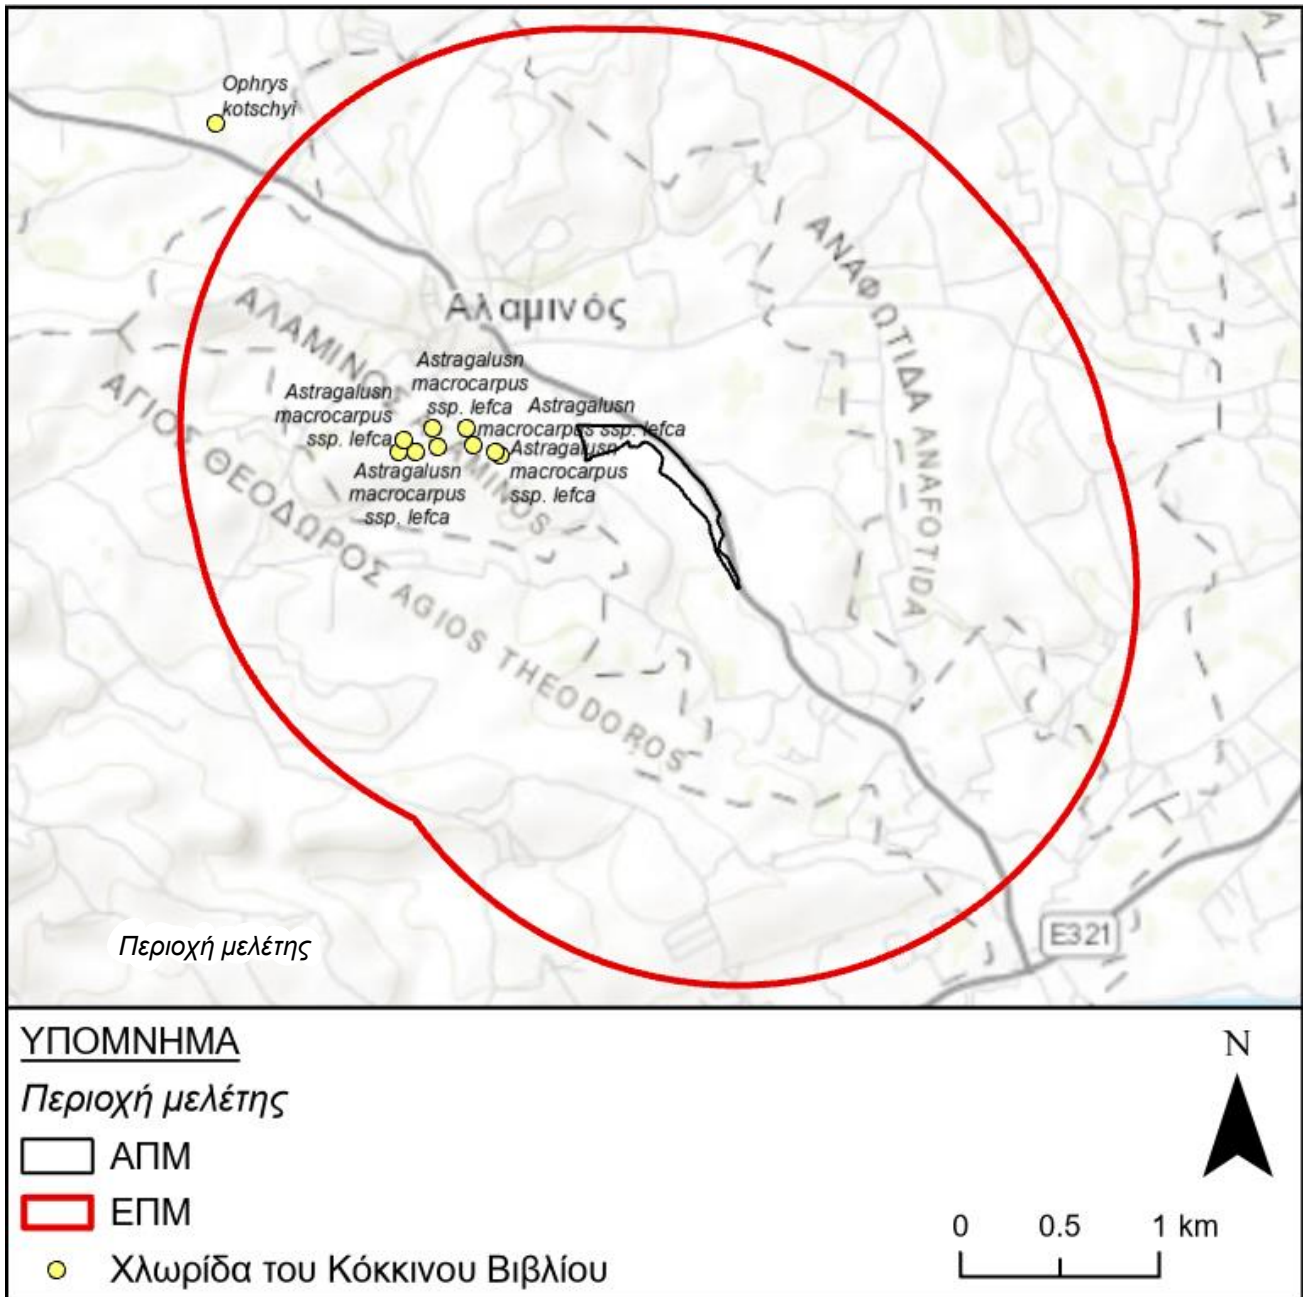 Ophrys
kotschyi
ΑΝΑΦΩΤΙΔΑ ANAFOTIDA
Αλαμινός
ΑΛΑΜΙΝΟΣ ALAMINOS
ΑΓΙΟΣ ΘΕΟΔΩΡΟΣ AGIOS THEODOROS
Astragalusn
macrocarpus
ssp. lefca
Astragalusn
macrocarpus
ssp. lefca
Astragalusn
macrocarpus ssp. lefca
Astragalusn
macrocarpus
ssp. lefca
Astragalusn
macrocarpus
ssp. lefca
E321
Περιοχή μελέτης
ΥΠΟΜΝΗΜΑ
Περιοχή μελέτης
ΑΠΜ
ΕΠΜ
Χλωρίδα του Κόκκινου Βιβλίου
N
0 0.5 1 km